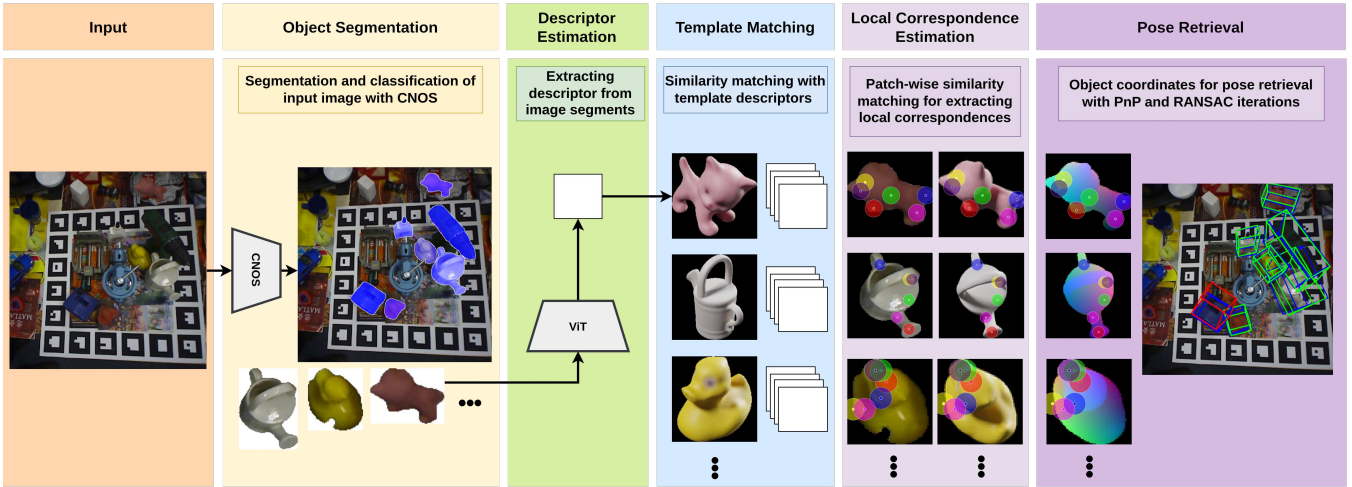 Input
Object Segmentation
Descriptor
Estimation
Template Matching
Local Correspondence
Estimation
Pose Retrieval
Segmentation and classification of
input image with CNOS
Extracting
descriptor from
image segments
Similarity matching with
template descriptors
Patch-wise similarity
matching for extracting
local correspondences
Object coordinates for pose retrieval
with PnP and RANSAC iterations
CNOS
ViT